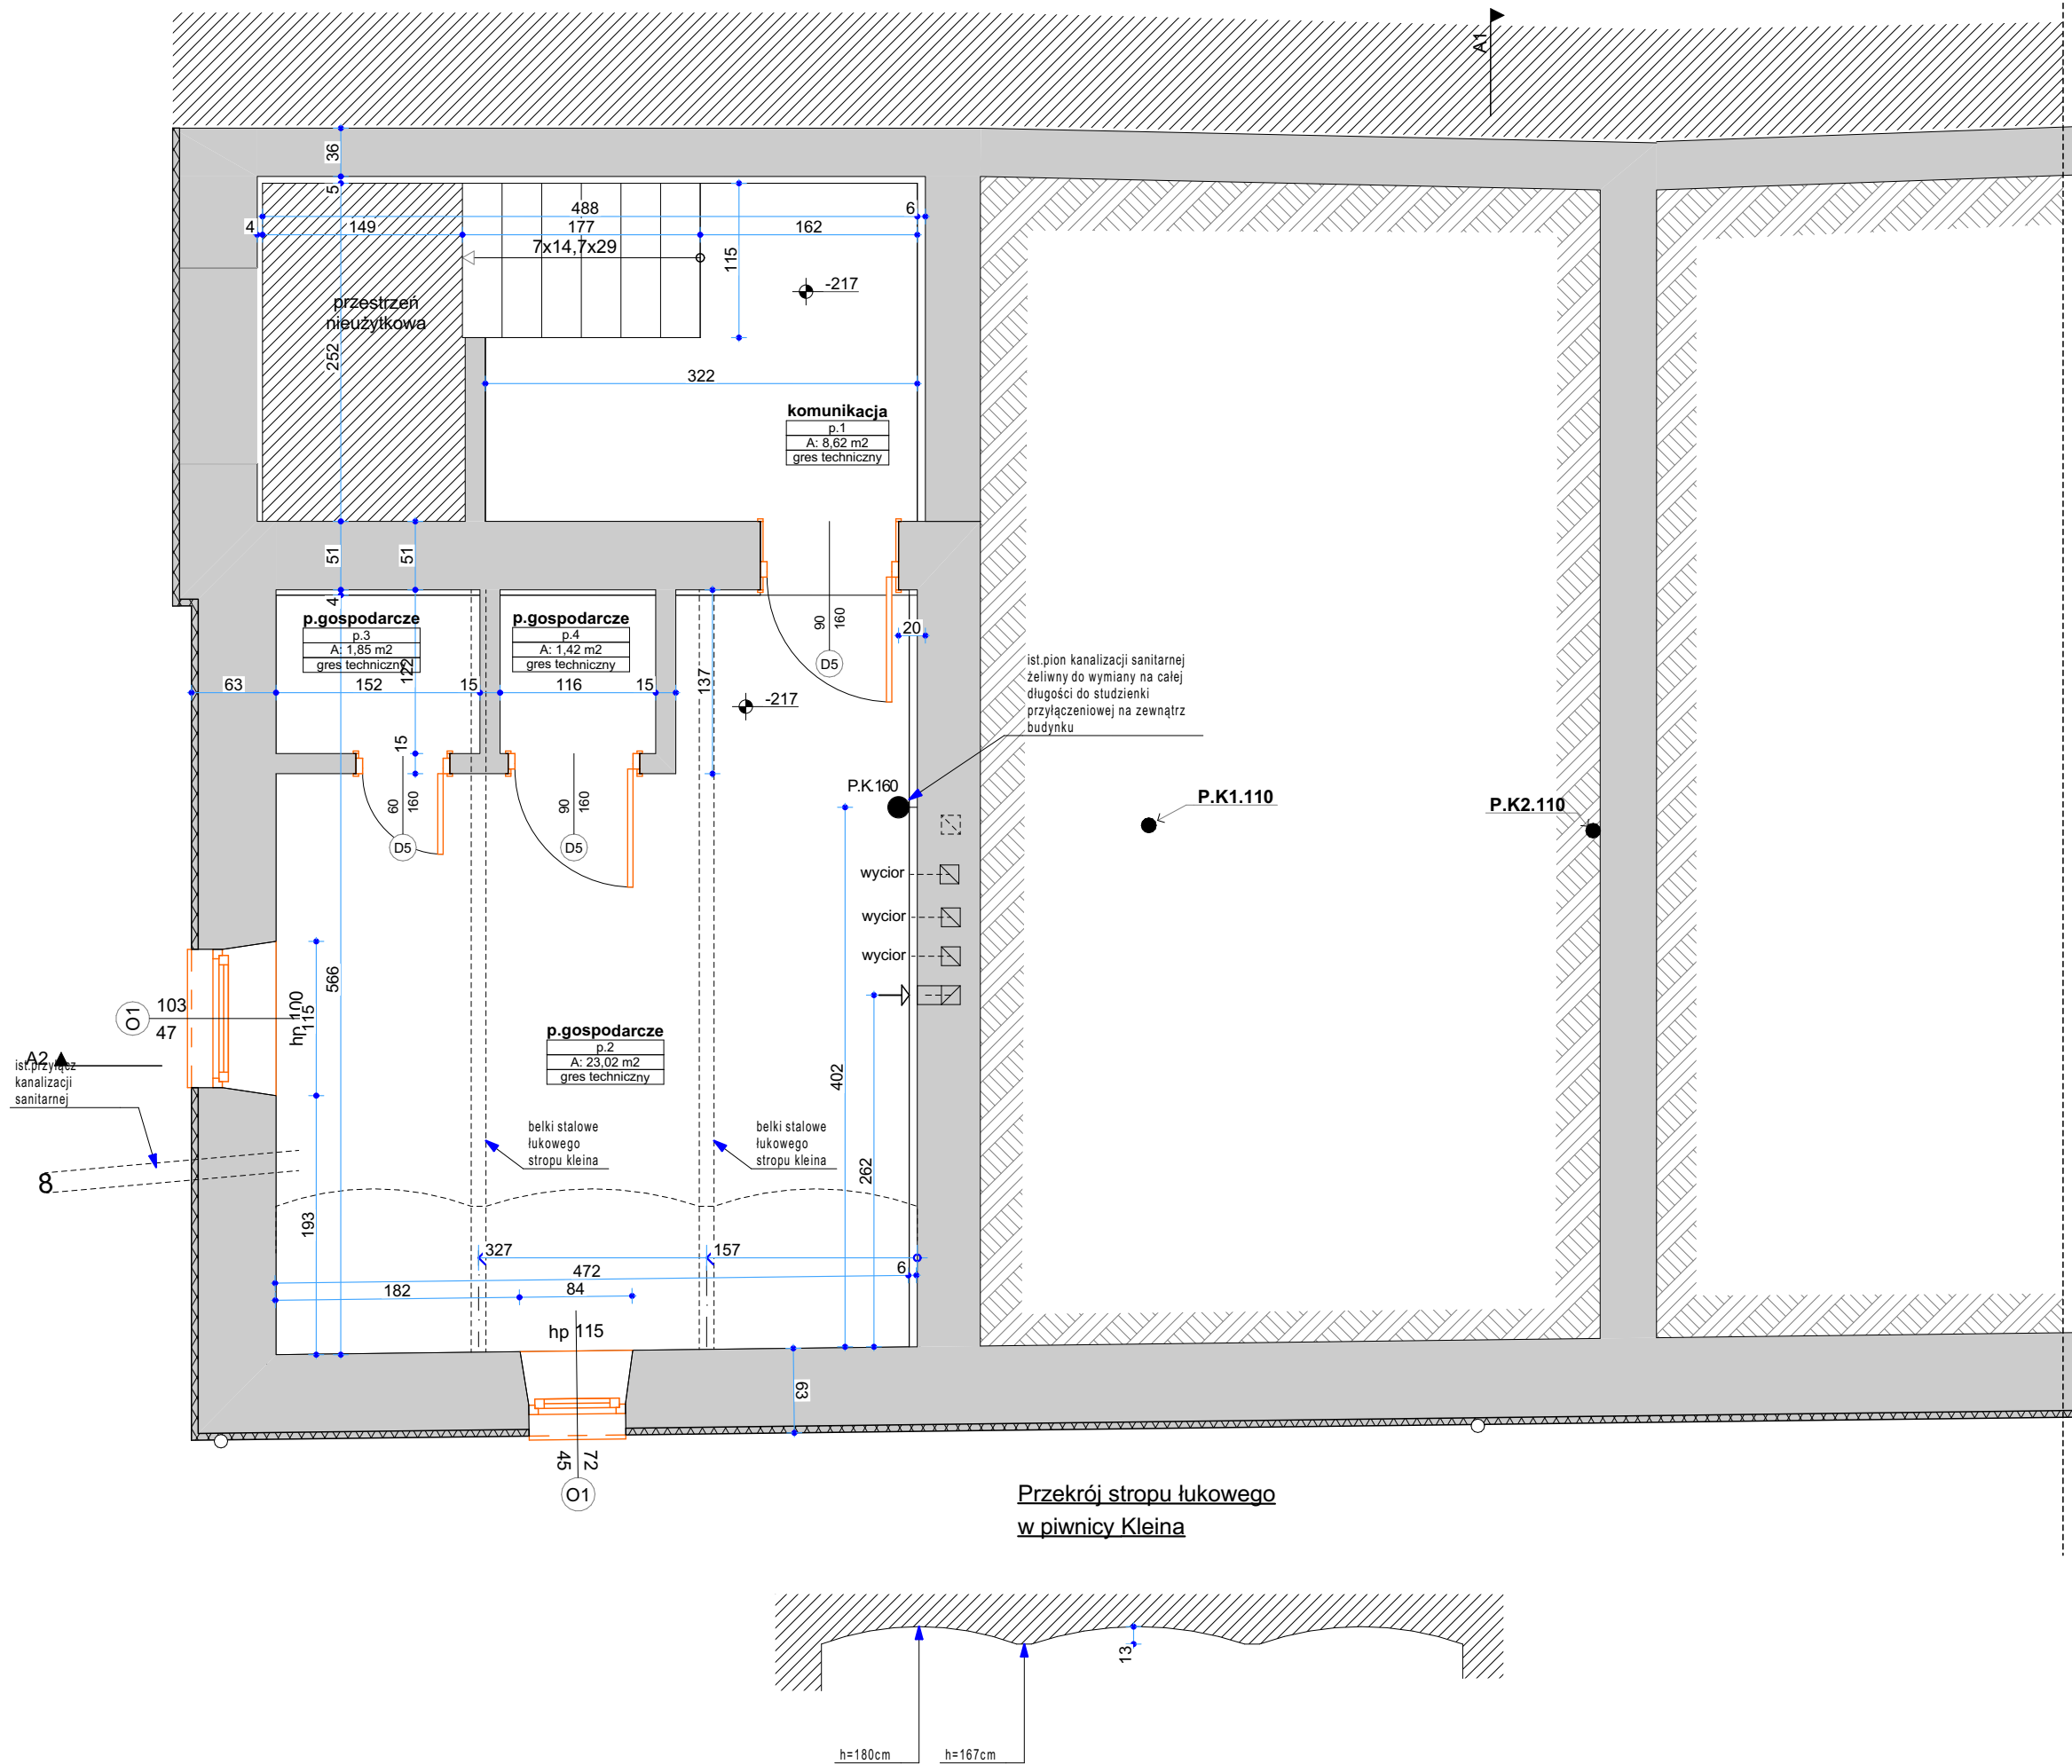 A1
36
5
488
6
4
149
177
162
7x14,7x29
115
-217
przestrzeń
nieużytkowa
252
322
komunikacja
p.1
A: 8,62 m2
gres techniczny
51
51
4
p.gospodarcze
p.3
A: 1,85 m2
gres techniczny
122
p.gospodarcze
p.4
A: 1,42 m2
gres techniczny
90
160
D5
20
63
152
15
116
15
137
-217
ist.pion kanalizacji sanitarnej
żeliwny do wymiany na całej
długości do studzienki
przyłączeniowej na zewnątrz
budynku
15
60
160
D5
90
160
D5
P.K.160
P.K1.110
P.K2.110
wycior
wycior
wycior
566
hp 100
115
O1
103
47
A2
ist.przyłącz
kanalizacji
sanitarnej
p.gospodarcze
p.2
A: 23,02 m2
gres techniczny
402
belki stalowe
łukowego
stropu kleina
belki stalowe
łukowego
stropu kleina
262
8
193
327
157
472
6
182
84
hp 115
63
45
72
O1
Przekrój stropu łukowego
w piwnicy Kleina
13
h=180cm
h=167cm